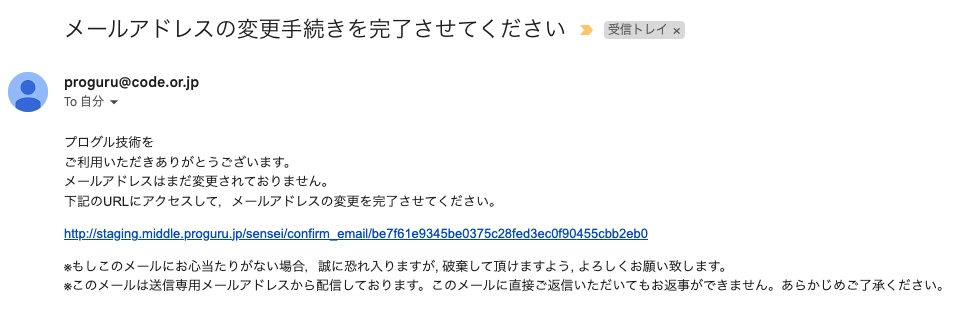 メールアドレスの変更手続きを完了させてください
受信トレイ ×
proguru@code.or.jp
To 自分
プログル技術を
ご利用いただきありがとうございます。
メールアドレスはまだ変更されておりません。
下記のURLにアクセスして，メールアドレスの変更を完了させてください。
http://staging.middle.proguru.jp/sensei/confirm_email/be7f61e9345be0375c28fed3ec0f90455cbb2eb0
※もしこのメールにお心当たりがない場合，誠に恐れ入りますが, 破棄して頂けますよう, よろしくお願い致します。
※このメールは送信専用メールアドレスから配信しております。このメールに直接ご返信いただいてもお返事ができません。あらかじめご了承ください。